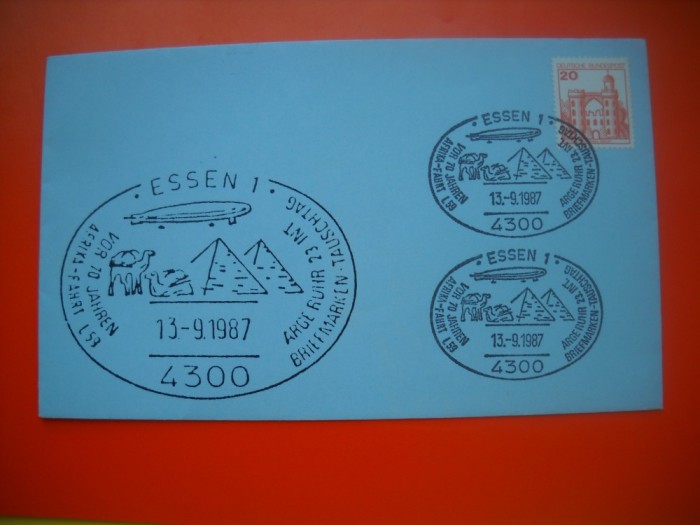 DEUTSCHE BUNDESPOST
20
ESSEN 1
VOR 70 JAHREN
AFRIKA-FAHRT L59
ARGE RUHR 23 INT
BRIEFMARKEN-TAUSCHTAG
13.-9.1987
4300
ESSEN 1
VOR 70 JAHREN
AFRIKA-FAHRT L59
ARGE RUHR 23 INT
BRIEFMARKEN-TAUSCHTAG
13.-9.1987
4300
ESSEN 1
VOR 70 JAHREN
AFRIKA-FAHRT L59
ARGE RUHR 23 INT
BRIEFMARKEN-TAUSCHTAG
13.-9.1987
4300